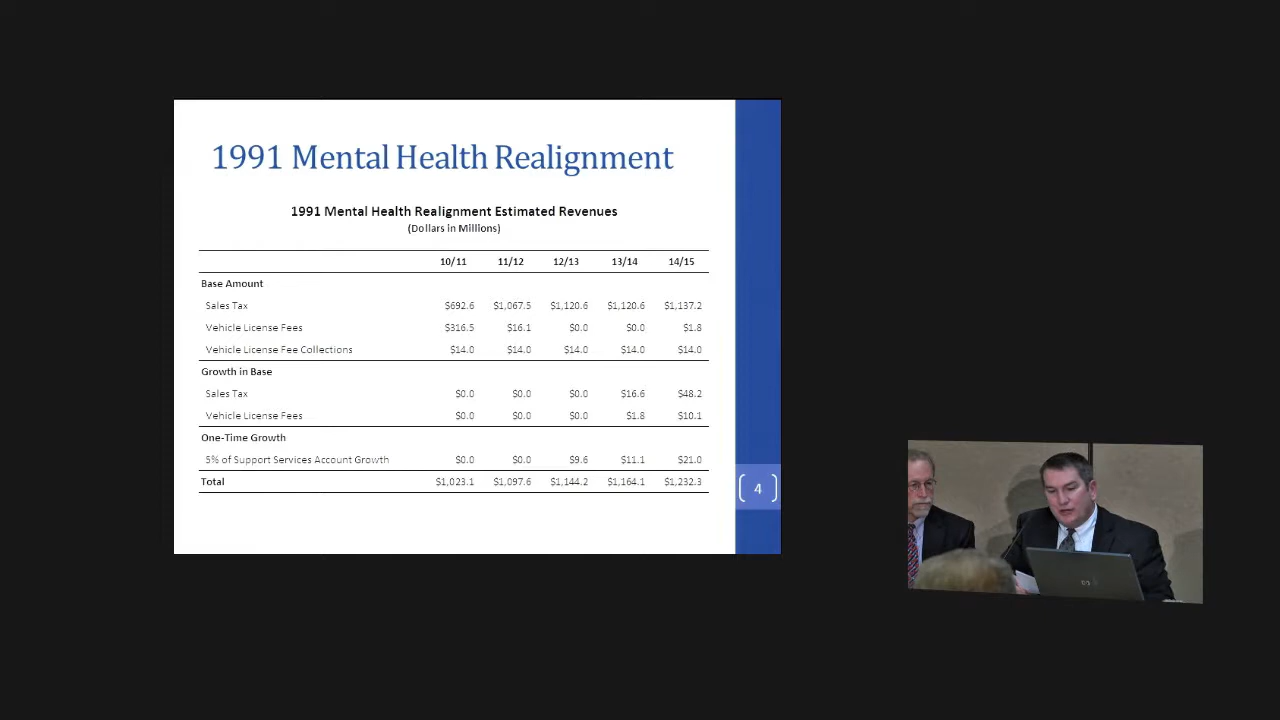 1991 Mental Health Realignment
1991 Mental Health Realignment Estimated Revenues
(Dollars in Millions)
10/11 11/12 12/13 13/14 14/15
Base Amount
Sales Tax $692.6 $1,067.5 $1,120.6 $1,120.6 $1,137.2
Vehicle License Fees $316.5 $16.1 $0.0 $0.0 $1.8
Vehicle License Fee Collections $14.0 $14.0 $14.0 $14.0 $14.0
Growth in Base
Sales Tax $0.0 $0.0 $0.0 $16.6 $48.2
Vehicle License Fees $0.0 $0.0 $0.0 $1.8 $10.1
One-Time Growth
5% of Support Services Account Growth $0.0 $0.0 $9.6 $11.1 $21.0
Total $1,023.1 $1,097.6 $1,144.2 $1,164.1 $1,232.3
4